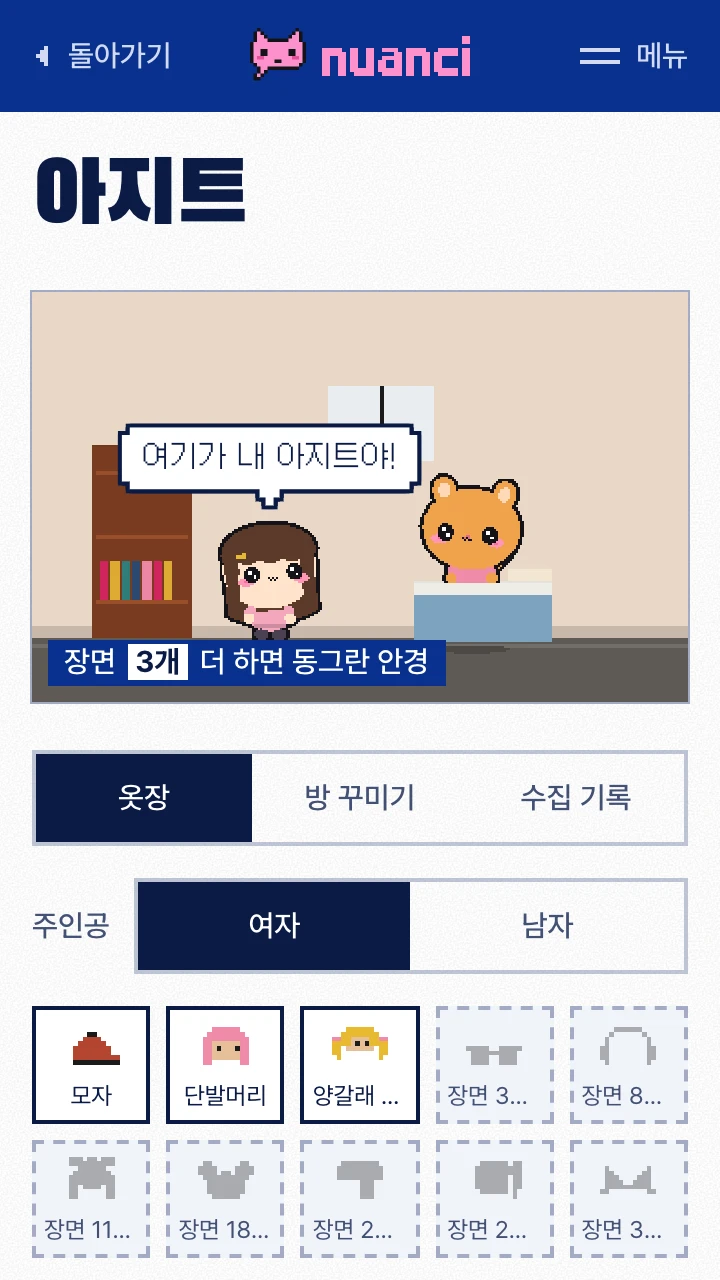 돌아가기
nuanci
메뉴
아지트
여기가 내 아지트야!
장면 3개 더 하면 동그란 안경
옷장
방 꾸미기
수집 기록
주인공
여자
남자
모자
단발머리
양갈래 ...
장면 3...
장면 8...
장면 11...
장면 18...
장면 2...
장면 2...
장면 3...